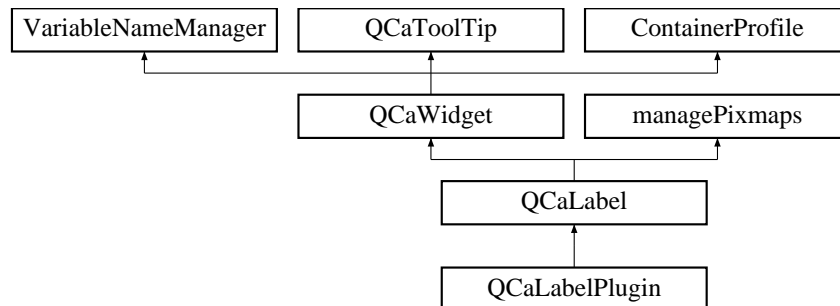 VariableNameManager
QCaToolTip
ContainerProfile
QCaWidget
managePixmaps
QCaLabel
QCaLabelPlugin